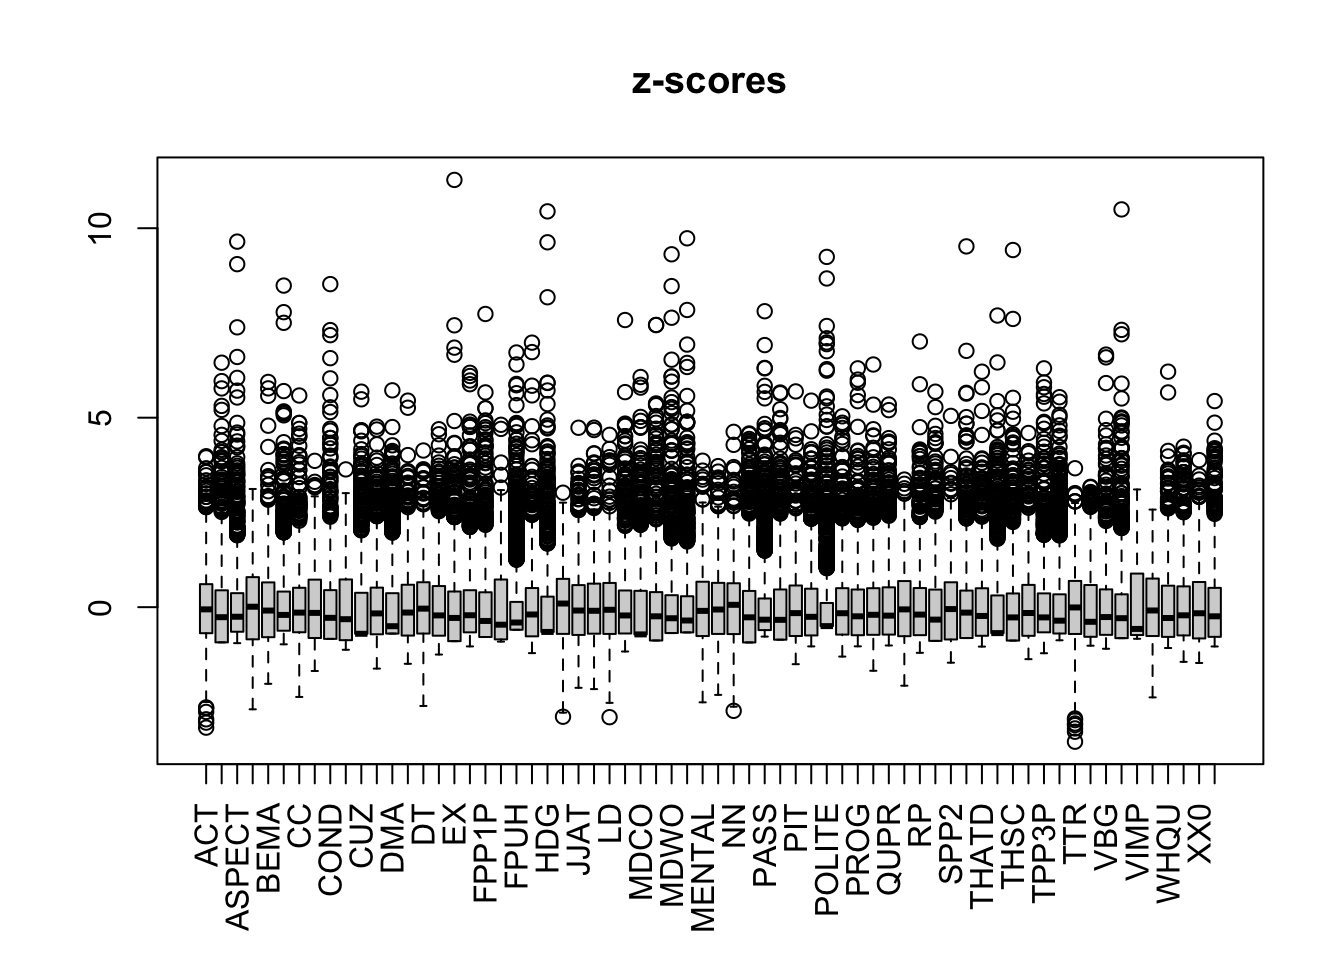 z-scores
10
5
0
ACT
ASPECT
BEMA
CC
COND
CUZ
DMA
DT
EX
FPP1P
FPUH
HDG
JJAT
LD
MDCO
MDWO
MENTAL
NN
PASS
PIT
POLITE
PROG
QUPR
RP
SPP2
THATD
THSC
TPP3P
TTR
VBG
VIMP
WHQU
XX0